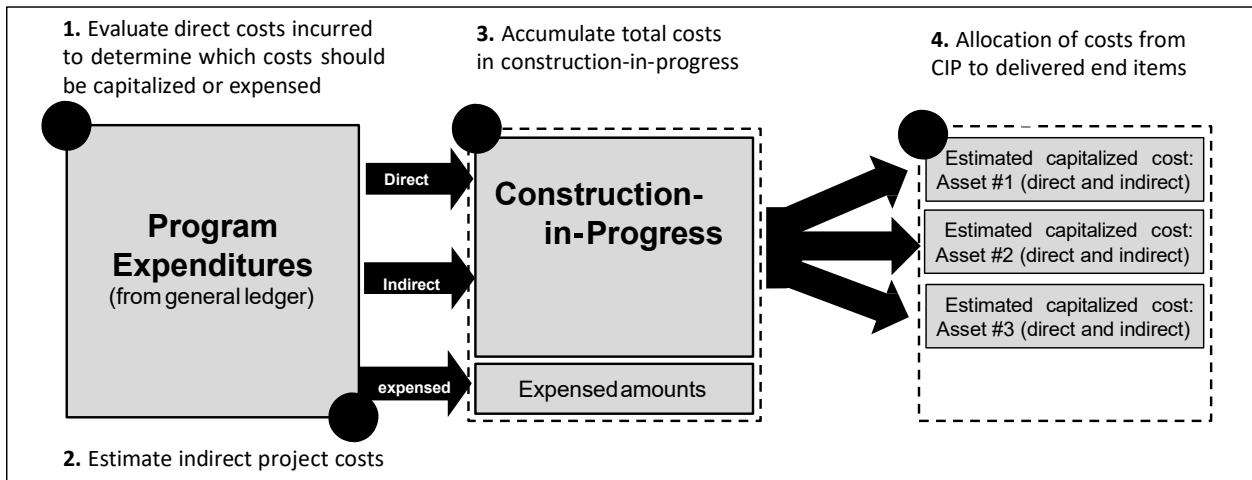 1. Evaluate direct costs incurred
to determine which costs should
be capitalized or expensed
3. Accumulate total costs
in construction-in-progress
4. Allocation of costs from
CIP to delivered end items
Program
Expenditures
(from general ledger)
Direct
Indirect
expensed
Construction-
in-Progress
Expensed amounts
Estimated capitalized cost:
Asset #1 (direct and indirect)
Estimated capitalized cost:
Asset #2 (direct and indirect)
Estimated capitalized cost:
Asset #3 (direct and indirect)
2. Estimate indirect project costs